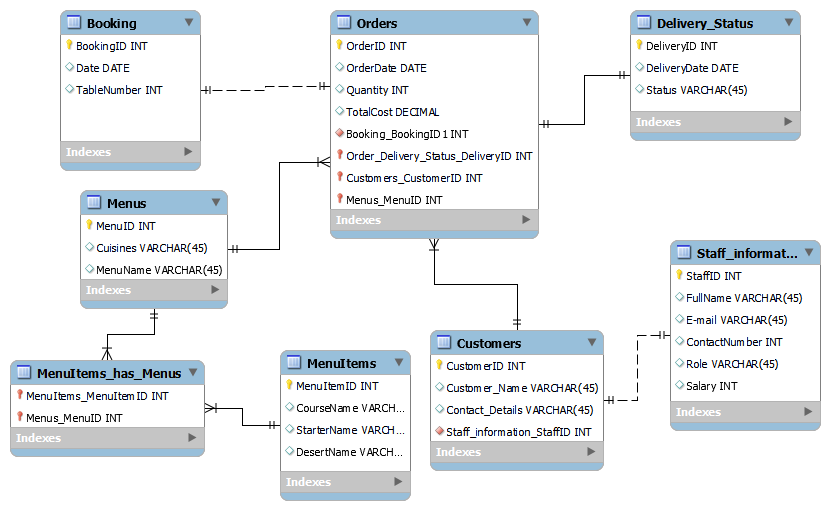 Booking
BookingID INT
Date DATE
TableNumber INT
Indexes
Orders
OrderID INT
OrderDate DATE
Quantity INT
TotalCost DECIMAL
Booking_BookingID1 INT
Order_Delivery_Status_DeliveryID INT
Customers_CustomerID INT
Menus_MenuID INT
Indexes
Delivery_Status
DeliveryID INT
DeliveryDate DATE
Status VARCHAR(45)
Indexes
Menus
MenuID INT
Cuisines VARCHAR(45)
MenuName VARCHAR(45)
Indexes
Staff_informat...
StaffID INT
FullName VARCHAR(45)
E-mail VARCHAR(45)
ContactNumber INT
Role VARCHAR(45)
Salary INT
Indexes
MenuItems_has_Menus
MenuItems_MenuItemID INT
Menus_MenuID INT
Indexes
MenuItems
MenuItemID INT
CourseName VARCH...
StarterName VARCH...
DesertName VARCH...
Indexes
Customers
CustomerID INT
Customer_Name VARCHAR(45)
Contact_Details VARCHAR(45)
Staff_information_StaffID INT
Indexes